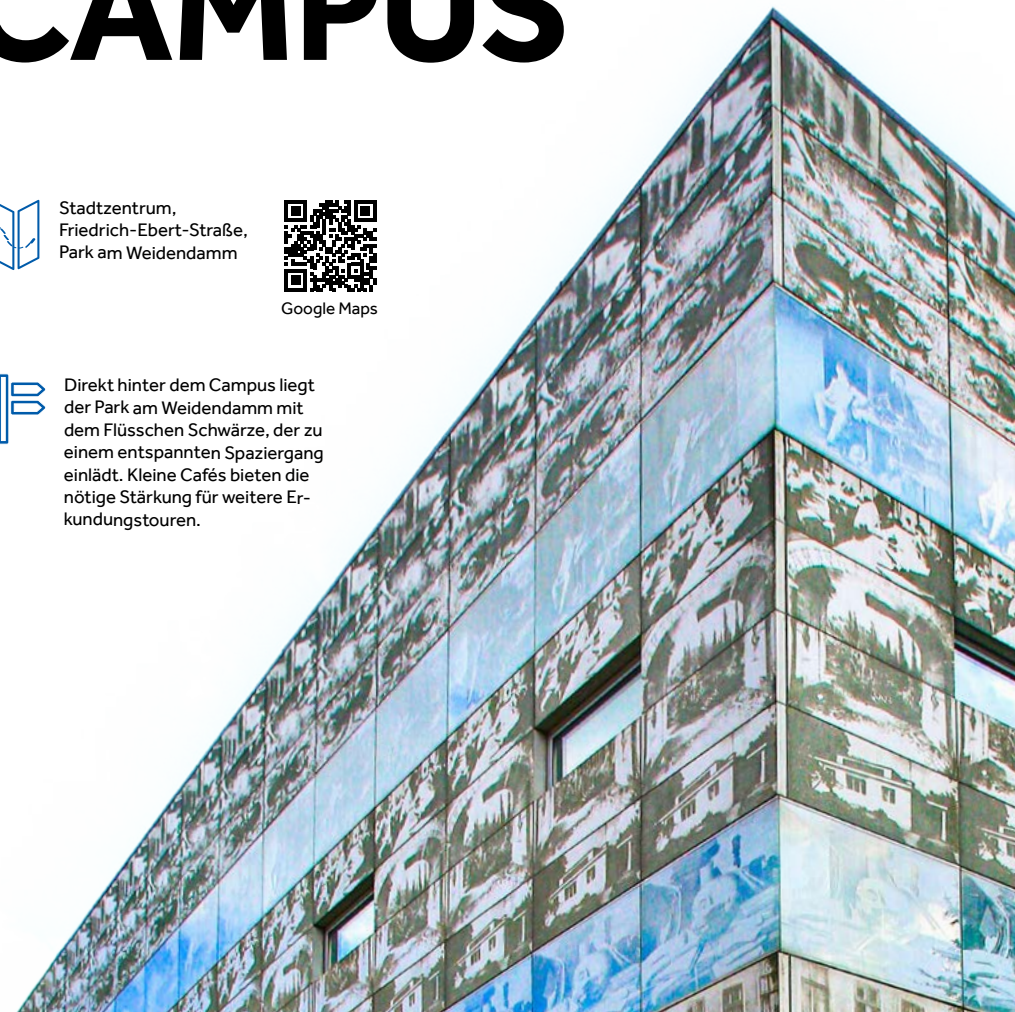 CAMPUS
Stadtzentrum,
Friedrich-Ebert-Straße,
Park am Weidendamm
Google Maps
Direkt hinter dem Campus liegt
der Park am Weidendamm mit
dem Flüsschen Schwärze, der zu
einem entspannten Spaziergang
einlädt. Kleine Cafés bieten die
nötige Stärkung für weitere Er-
kundungstouren.